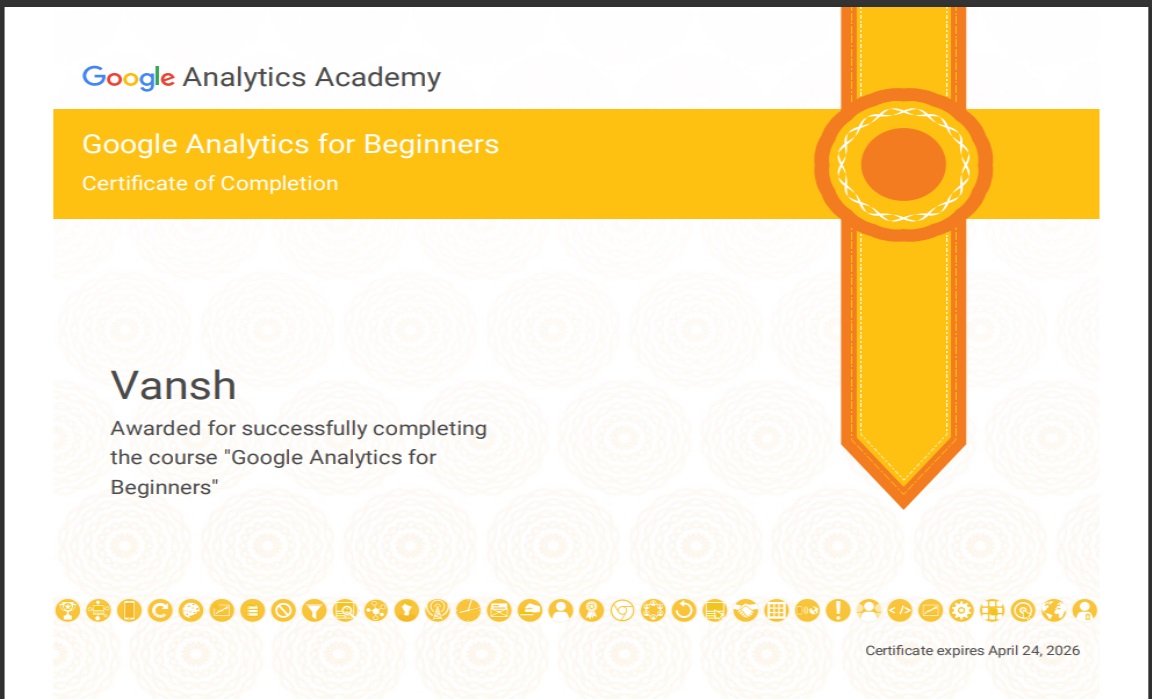 Google Analytics Academy
Google Analytics for Beginners
Certificate of Completion
Vansh
Awarded for successfully completing
the course "Google Analytics for
Beginners"
Certificate expires April 24, 2026